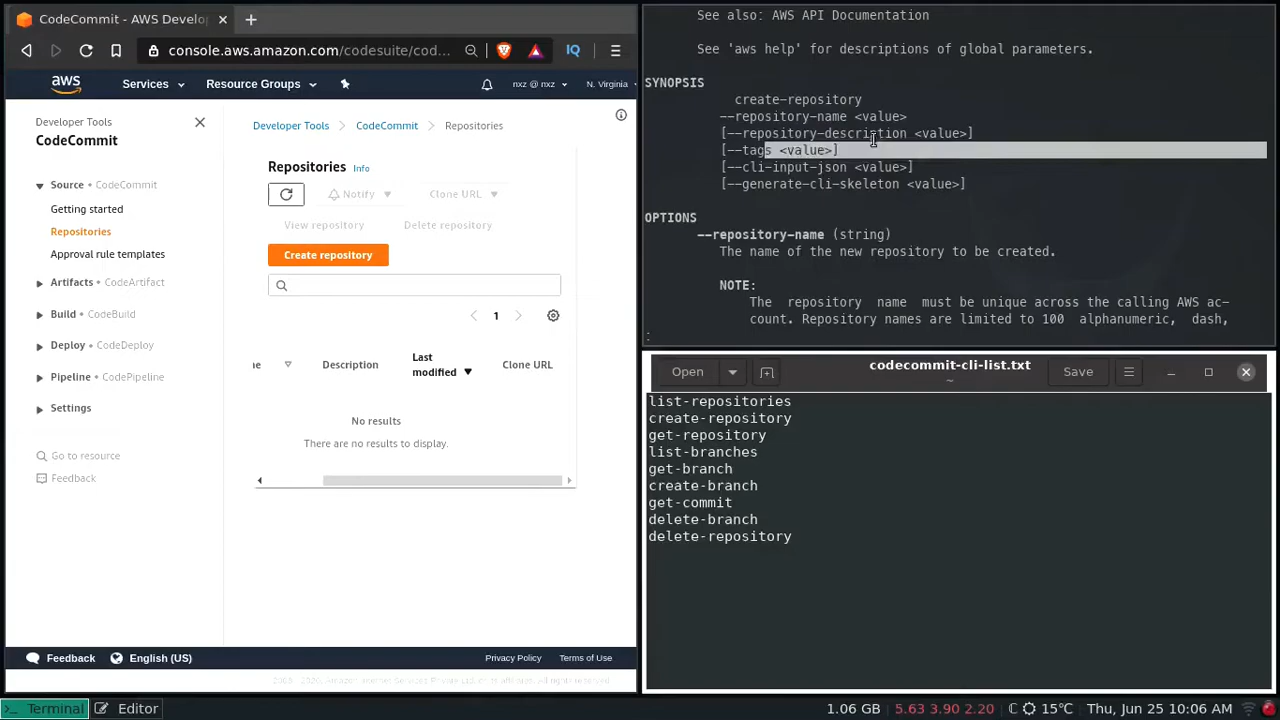 CodeCommit - AWS Develo
console.aws.amazon.com/codesuite/cod...
IQ
aws
Services
Resource Groups
nxz @ nxz
N. Virginia
Developer Tools
CodeCommit
Source • CodeCommit
Getting started
Repositories
Approval rule templates
Artifacts • CodeArtifact
Build • CodeBuild
Deploy • CodeDeploy
Pipeline • CodePipeline
Settings
Go to resource
Feedback
Developer Tools > CodeCommit > Repositories
Repositories Info
Notify
Clone URL
View repository
Delete repository
Create repository
1
ne
Description
Last modified
Clone URL
No results
There are no results to display.
Feedback
English (US)
Privacy Policy
Terms of Use
See also: AWS API Documentation
See 'aws help' for descriptions of global parameters.
SYNOPSIS
create-repository
--repository-name <value>
[--repository-description <value>]
[--tags <value>]
[--cli-input-json <value>]
[--generate-cli-skeleton <value>]
OPTIONS
--repository-name (string)
The name of the new repository to be created.
NOTE:
The repository name must be unique across the calling AWS ac-
count. Repository names are limited to 100 alphanumeric, dash,
:
Open
codecommit-cli-list.txt
~
Save
list-repositories
create-repository
get-repository
list-branches
get-branch
create-branch
get-commit
delete-branch
delete-repository
Terminal
Editor
1.06 GB
5.63 3.90 2.20
15°C
Thu, Jun 25 10:06 AM